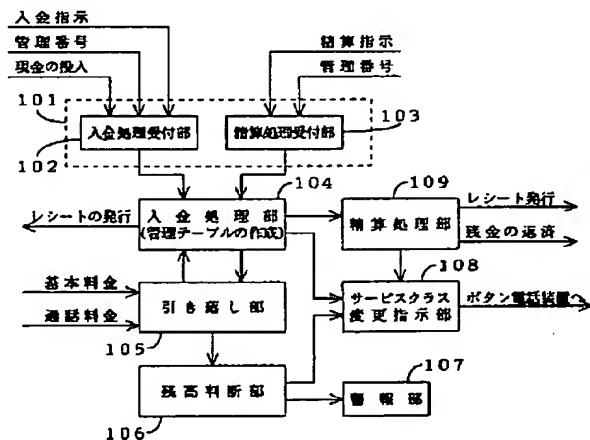 入金指示
管理番号
現金の投入
精算指示
管理番号
101
103
入金処理受付部
精算処理受付部
102
104
109
レシートの発行
入金処理部
(管理テーブルの作成)
精算処理部
レシート発行
残金の返済
108
基本料金
通話料金
引き落し部
サービスクラス
変更指示部
ボタン電話装置へ
105
107
残高判断部
警報部
106